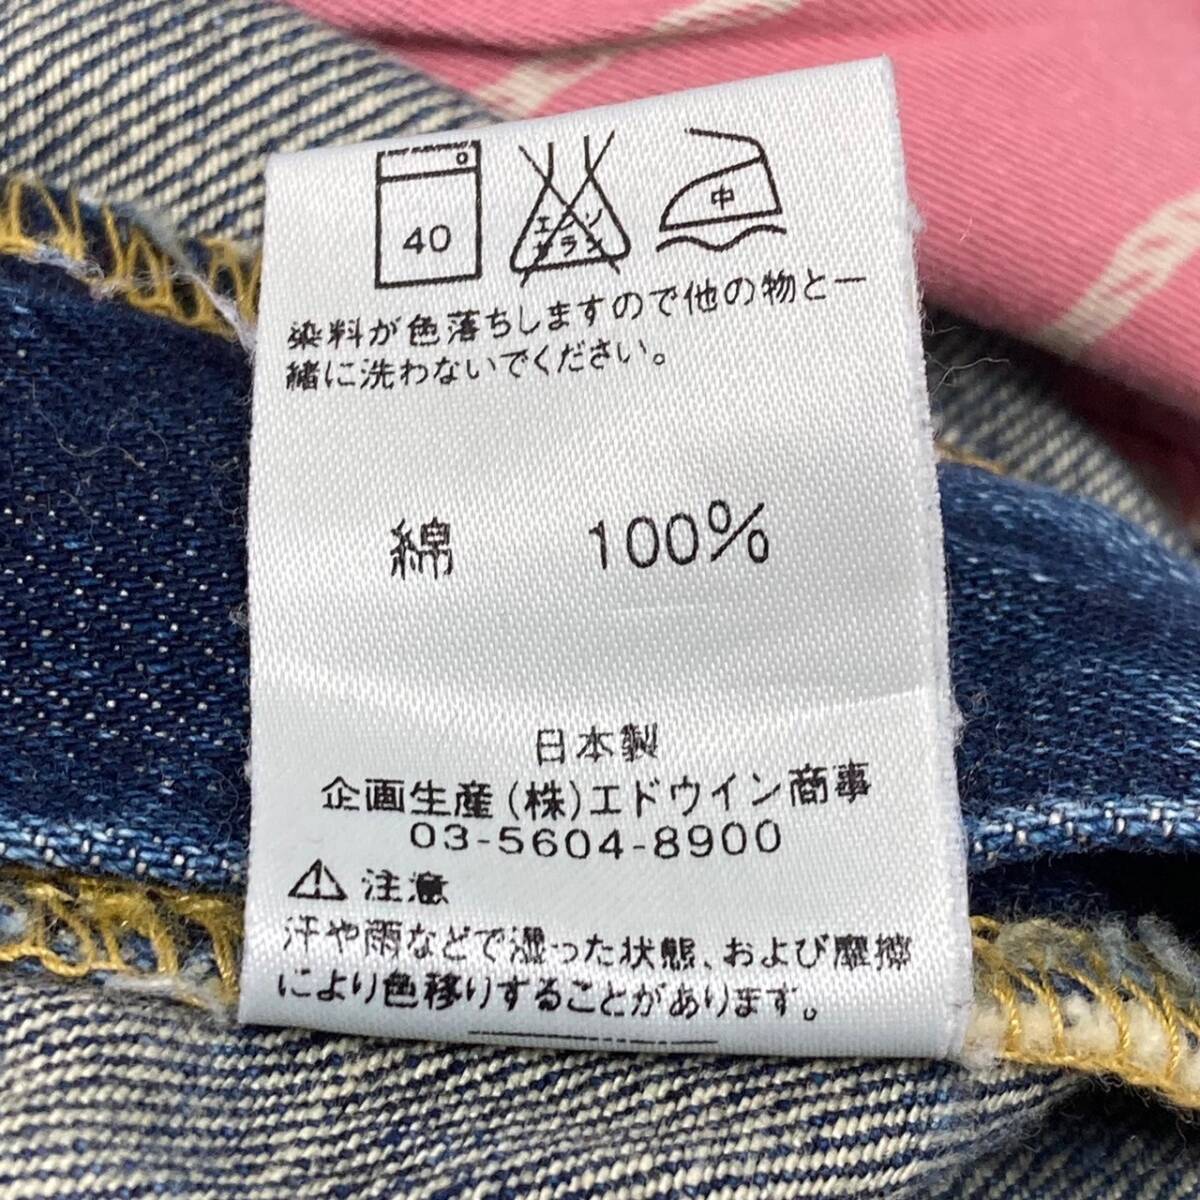 40
エンソ
サラシ
中
染料が色落ちしますので他の物と一
緒に洗わないでください。
綿 100%
日本製
企画生産(株)エドウイン商事
03-5604-8900
⚠ 注意
汗や雨などで湿った状態、および摩擦
により色移りすることがあります。